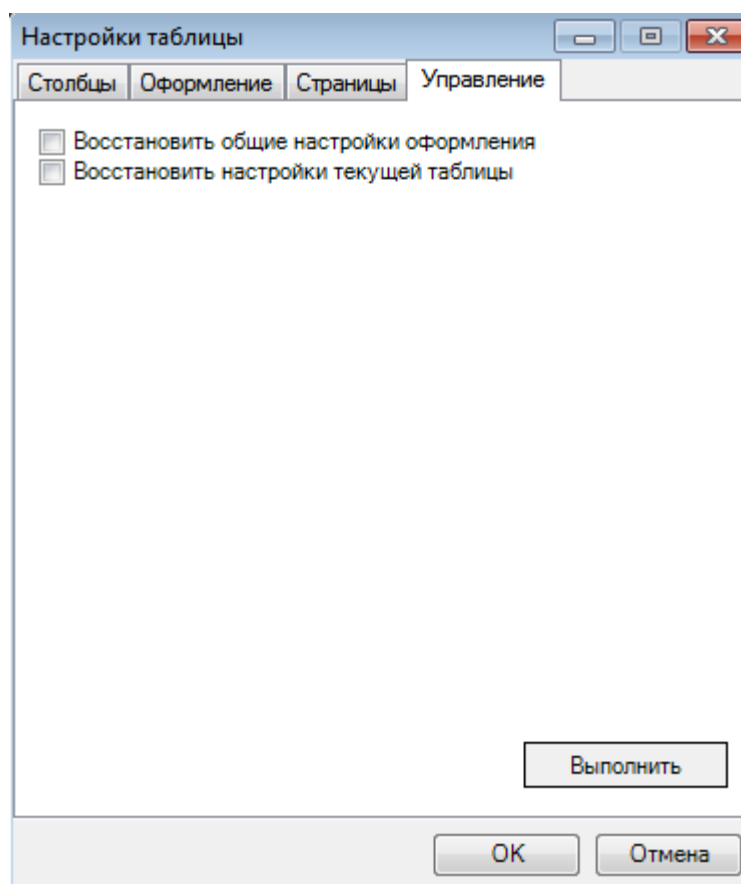 Настройки таблицы
Столбцы Оформление Страницы Управление
Восстановить общие настройки оформления
Восстановить настройки текущей таблицы
Выполнить
OK Отмена